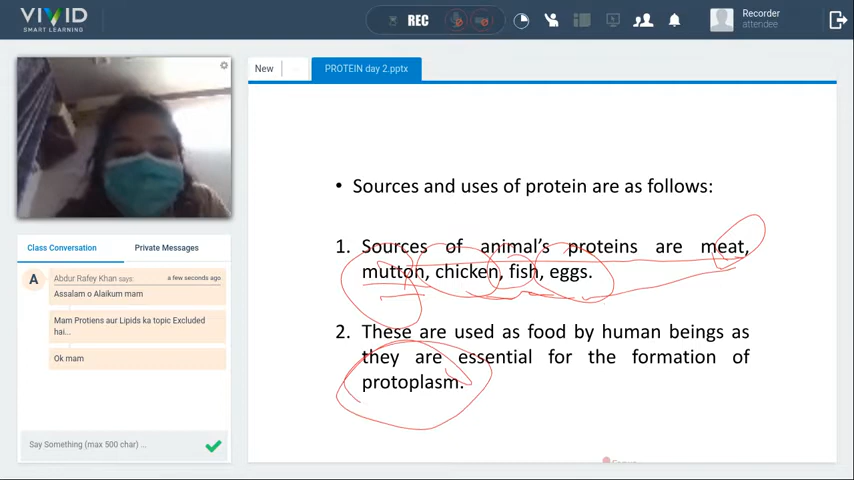 VIVID
SMART LEARNING
REC
Recorder
attendee
New
PROTEIN day 2.pptx
• Sources and uses of protein are as follows:
1. Sources of animal's proteins are meat,
mutton, chicken, fish, eggs.
2. These are used as food by human beings as
they are essential for the formation of
protoplasm.
Class Conversation
Private Messages
A
Abdur Rafey Khan says:
a few seconds ago
Assalam o Alaikum mam
Mam Protiens aur Lipids ka topic Excluded
hai...
Ok mam
Say Something (max 500 char) ...